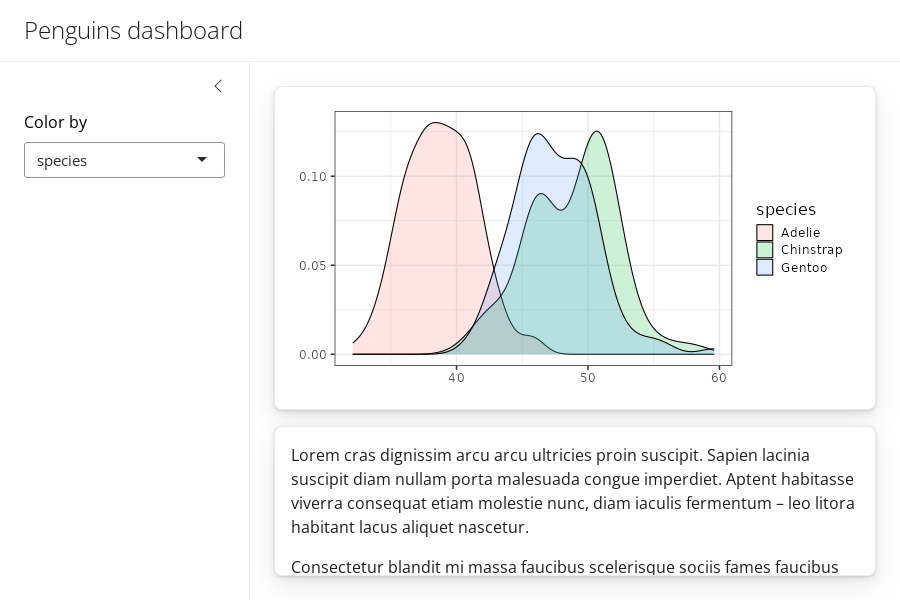 Penguins dashboard
Color by
species
0.10
0.05
0.00
40 50 60
species
Adelie
Chinstrap
Gentoo
Lorem cras dignissim arcu arcu ultricies proin suscipit. Sapien lacinia
suscipit diam nullam porta malesuada congue imperdiet. Aptent habitasse
viverra consequat etiam molestie nunc, diam iaculis fermentum – leo litora
habitant lacus aliquet nascetur.
Consectetur blandit mi massa faucibus scelerisque sociis fames faucibus